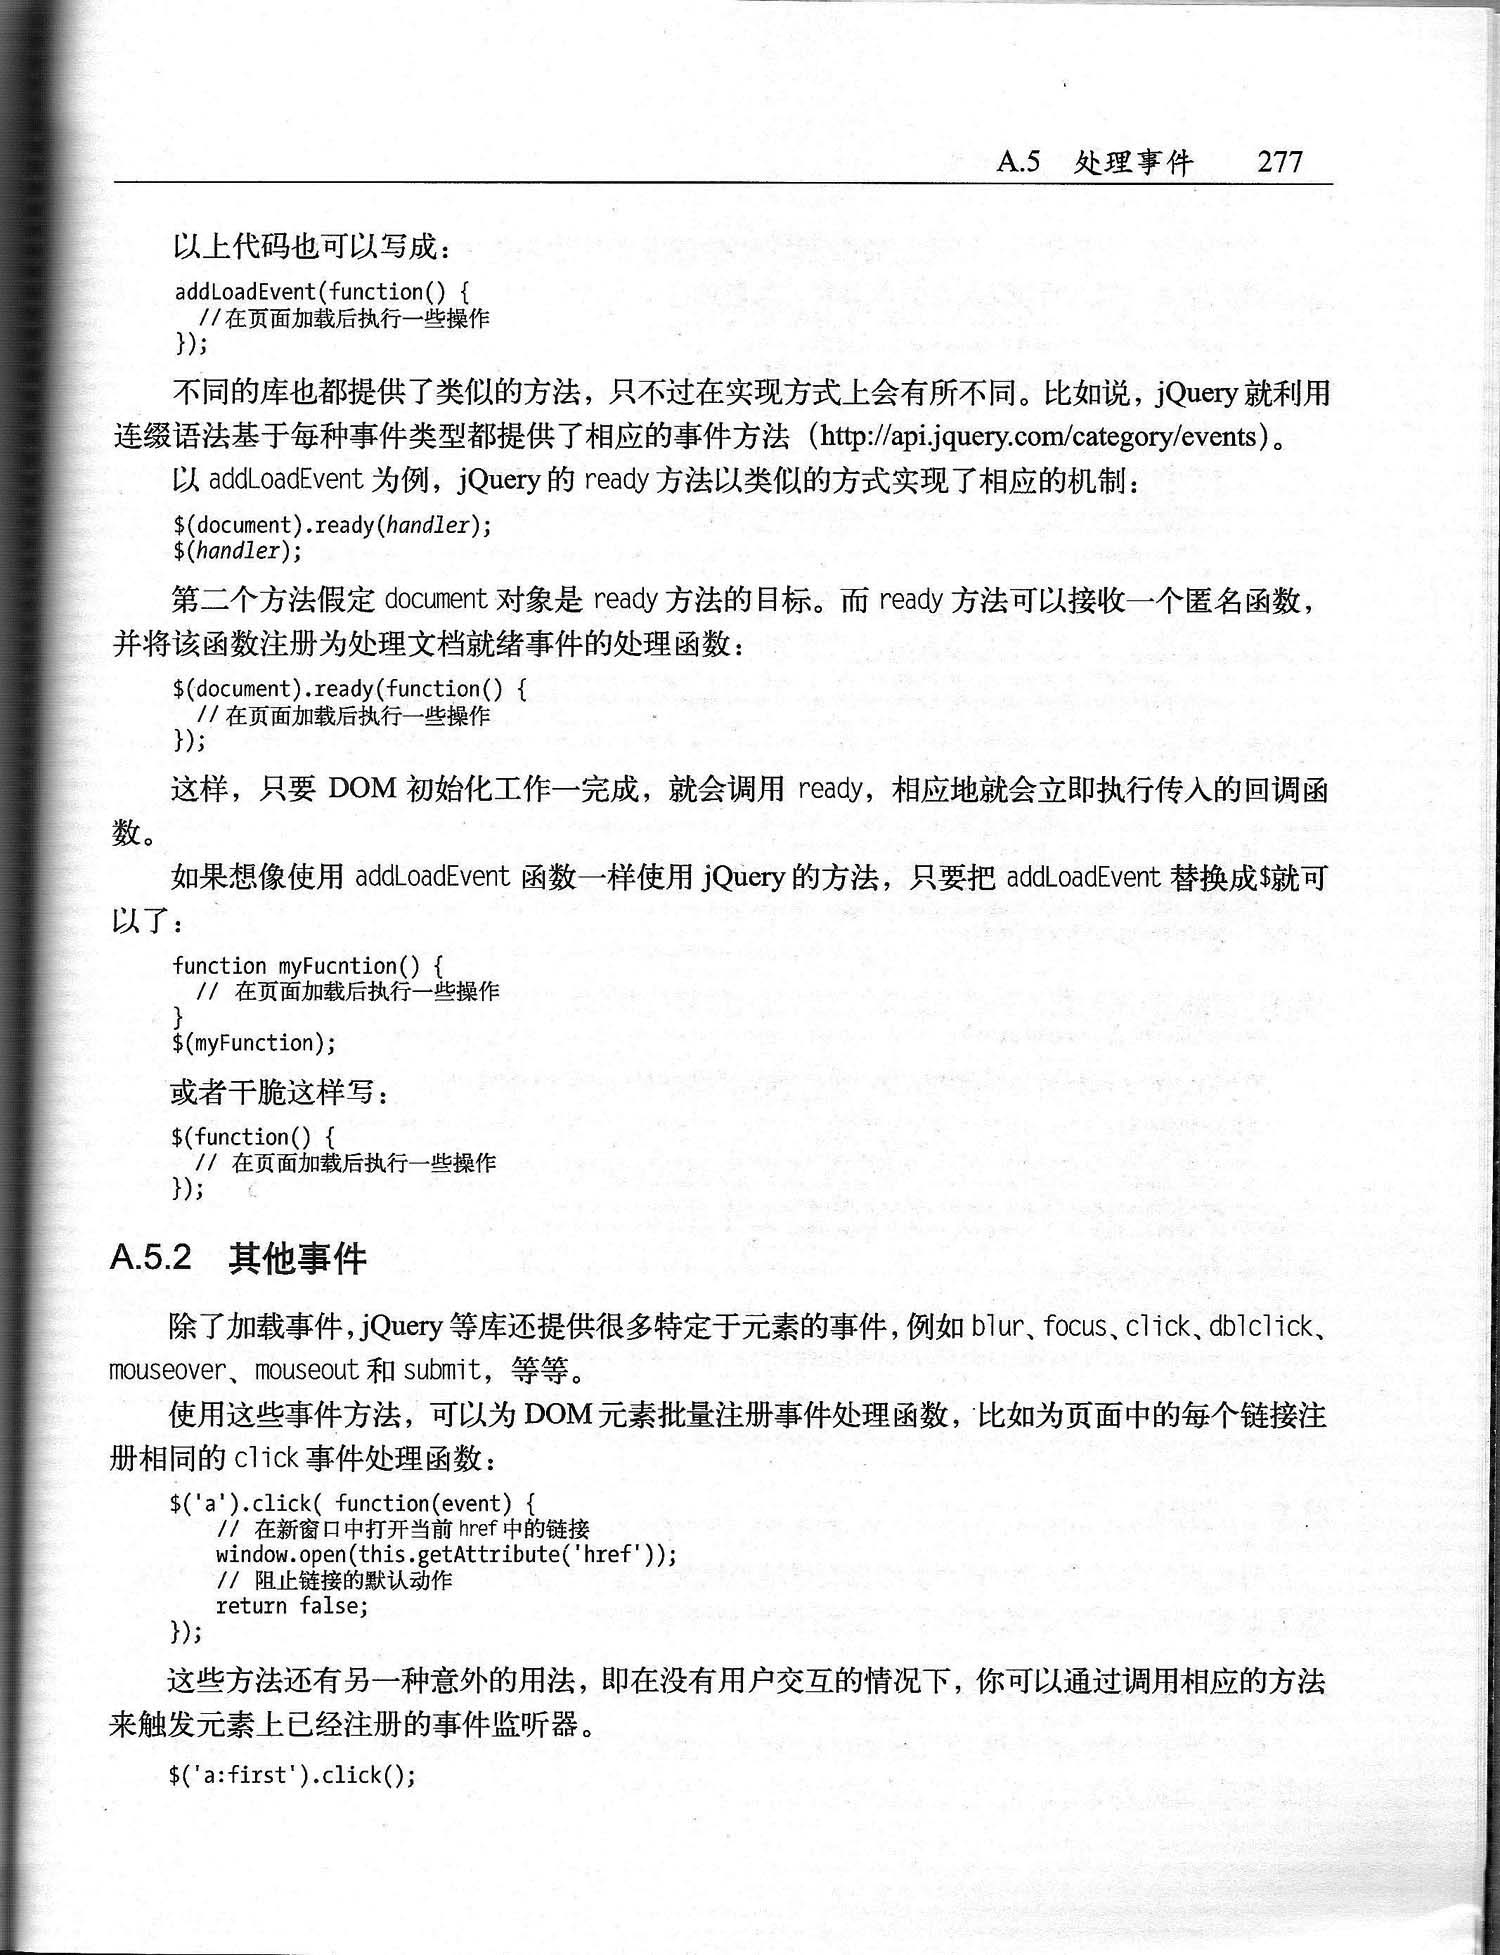 A.5 处理事件 277
以上代码也可以写成：
addLoadEvent(function() {
//在页面加载后执行一些操作
});
不同的库也都提供了类似的方法，只不过在实现方式上会有所不同。比如说，jQuery就利用
连缀语法基于每种事件类型都提供了相应的事件方法（http://api.jquery.com/category/events）。
以 addLoadEvent 为例，jQuery的 ready 方法以类似的方式实现了相应的机制：
$(document).ready(handler);
$(handler);
第二个方法假定 document 对象是 ready 方法的目标。而 ready 方法可以接收一个匿名函数，
并将该函数注册为处理文档就绪事件的处理函数：
$(document).ready(function() {
//在页面加载后执行一些操作
});
这样，只要 DOM 初始化工作一完成，就会调用 ready，相应地就会立即执行传入的回调函
数。
如果想像使用 addLoadEvent 函数一样使用 jQuery 的方法，只要把 addLoadEvent 替换成$就可
以了：
function myFucntion() {
// 在页面加载后执行一些操作
}
$(myFunction);
或者干脆这样写：
$(function() {
// 在页面加载后执行一些操作
});
A.5.2 其他事件
除了加载事件，jQuery 等库还提供很多特定于元素的事件，例如 blur、focus、click、dblclick、
mouseover、mouseout 和 submit，等等。
使用这些事件方法，可以为 DOM 元素批量注册事件处理函数，比如为页面中的每个链接注
册相同的 click 事件处理函数：
$('a').click( function(event) {
// 在新窗口中打开当前 href 中的链接
window.open(this.getAttribute('href'));
// 阻止链接的默认动作
return false;
});
这些方法还有另一种意外的用法，即在没有用户交互的情况下，你可以通过调用相应的方法
来触发元素上已经注册的事件监听器。
$('a:first').click();